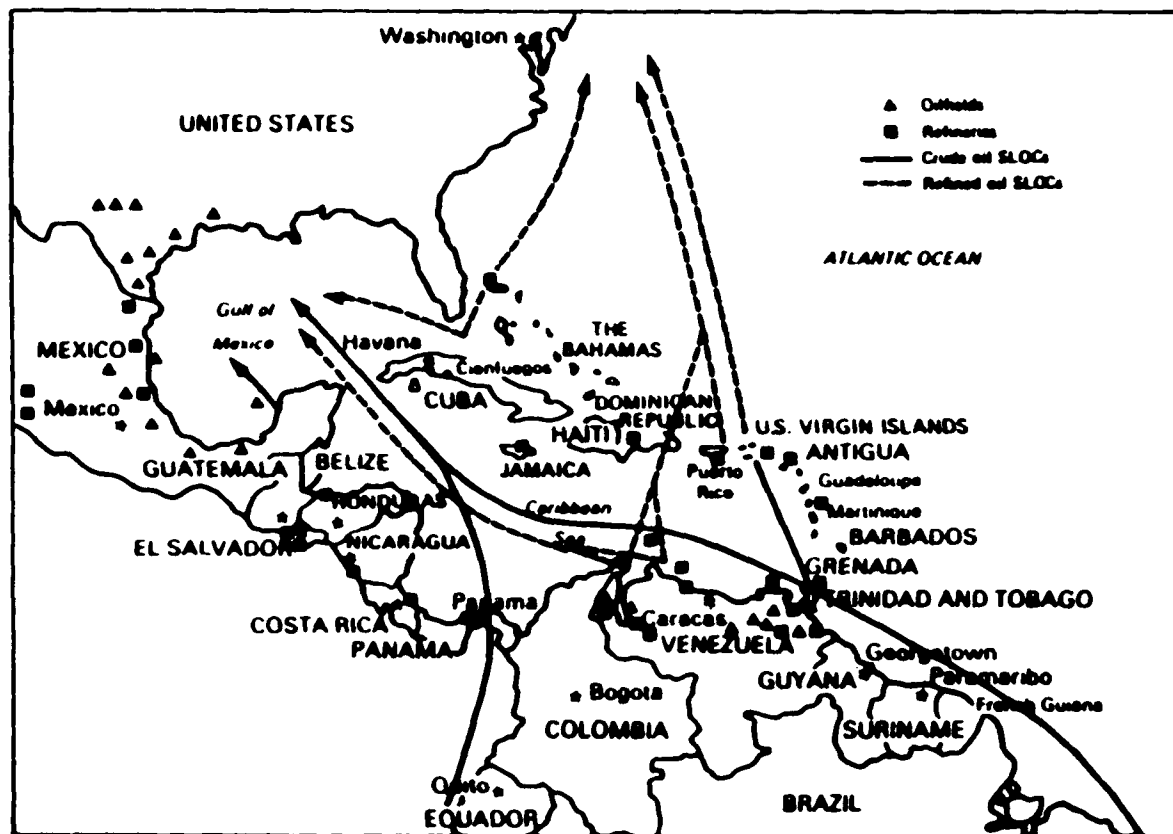 Washington
UNITED STATES
Oilfields
Refineries
Crude oil SLOCs
Refined oil SLOCs
ATLANTIC OCEAN
Gulf of
Mexico
MEXICO
Mexico
Havana
Cienfuegos
CUBA
THE
BAHAMAS
DOMINICAN
REPUBLIC
HAITI
JAMAICA
Puerto
Rico
U.S. VIRGIN ISLANDS
ANTIGUA
Guadeloupe
Martinique
BARBADOS
GRENADA
TRINIDAD AND TOBAGO
GUATEMALA
BELIZE
HONDURAS
EL SALVADOR
NICARAGUA
COSTA RICA
Panama
PANAMA
Caribbean
Sea
Caracas
VENEZUELA
Georgetown
GUYANA
Paramaribo
French Guiana
SURINAME
Bogota
COLOMBIA
Quito
ECUADOR
BRAZIL